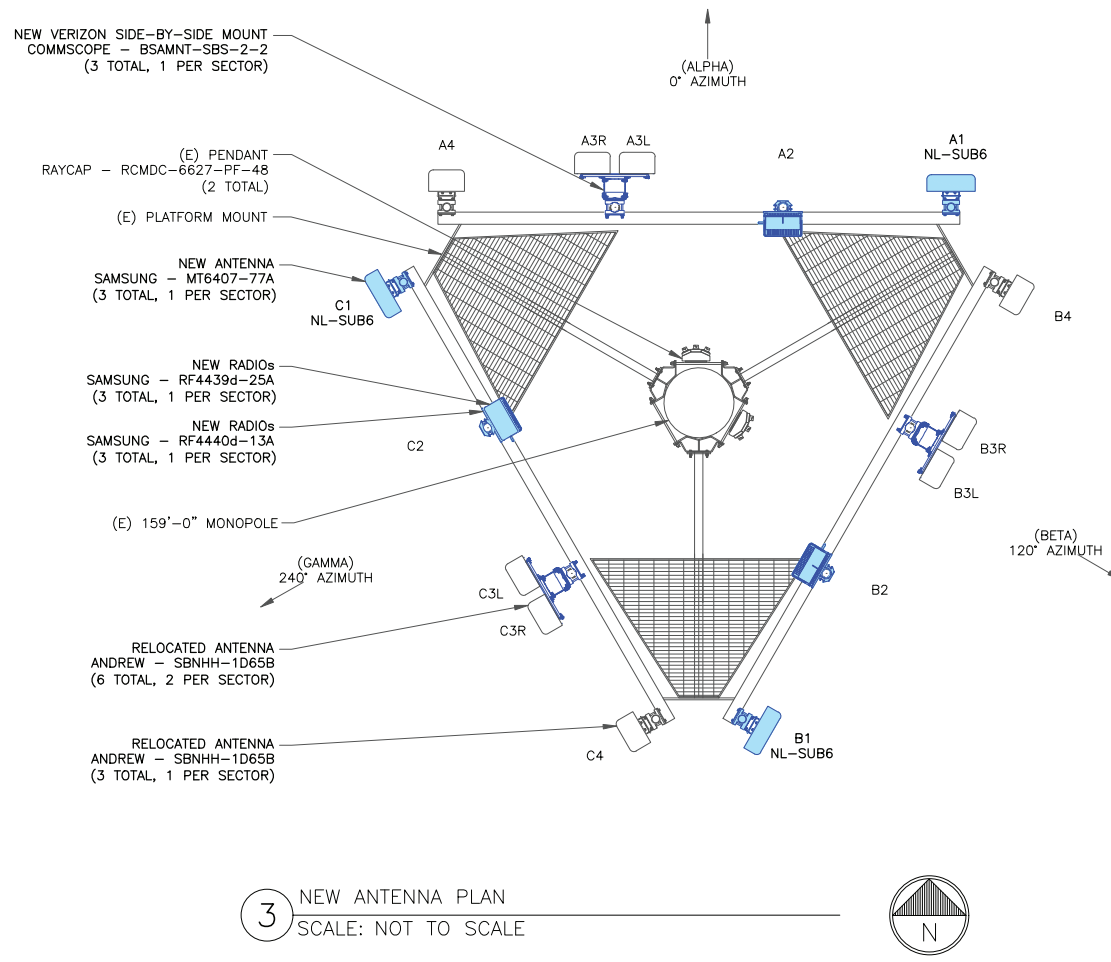 NEW VERIZON SIDE-BY-SIDE MOUNT
COMMSCOPE - BSAMNT-SBS-2-2
(3 TOTAL, 1 PER SECTOR)
(ALPHA)
0° AZIMUTH
A4
A3R
A3L
A2
A1
NL-SUB6
(E) PENDANT
RAYCAP - RCMDC-6627-PF-48
(2 TOTAL)
(E) PLATFORM MOUNT
NEW ANTENNA
SAMSUNG - MT6407-77A
(3 TOTAL, 1 PER SECTOR)
C1
NL-SUB6
B4
NEW RADIOs
SAMSUNG - RF4439d-25A
(3 TOTAL, 1 PER SECTOR)
NEW RADIOs
SAMSUNG - RF4440d-13A
(3 TOTAL, 1 PER SECTOR)
C2
B3R
B3L
(E) 159'-0" MONOPOLE
(GAMMA)
240° AZIMUTH
(BETA)
120° AZIMUTH
C3L
C3R
B2
RELOCATED ANTENNA
ANDREW - SBNHH-1D65B
(6 TOTAL, 2 PER SECTOR)
RELOCATED ANTENNA
ANDREW - SBNHH-1D65B
(3 TOTAL, 1 PER SECTOR)
C4
B1
NL-SUB6
3
NEW ANTENNA PLAN
SCALE: NOT TO SCALE
N